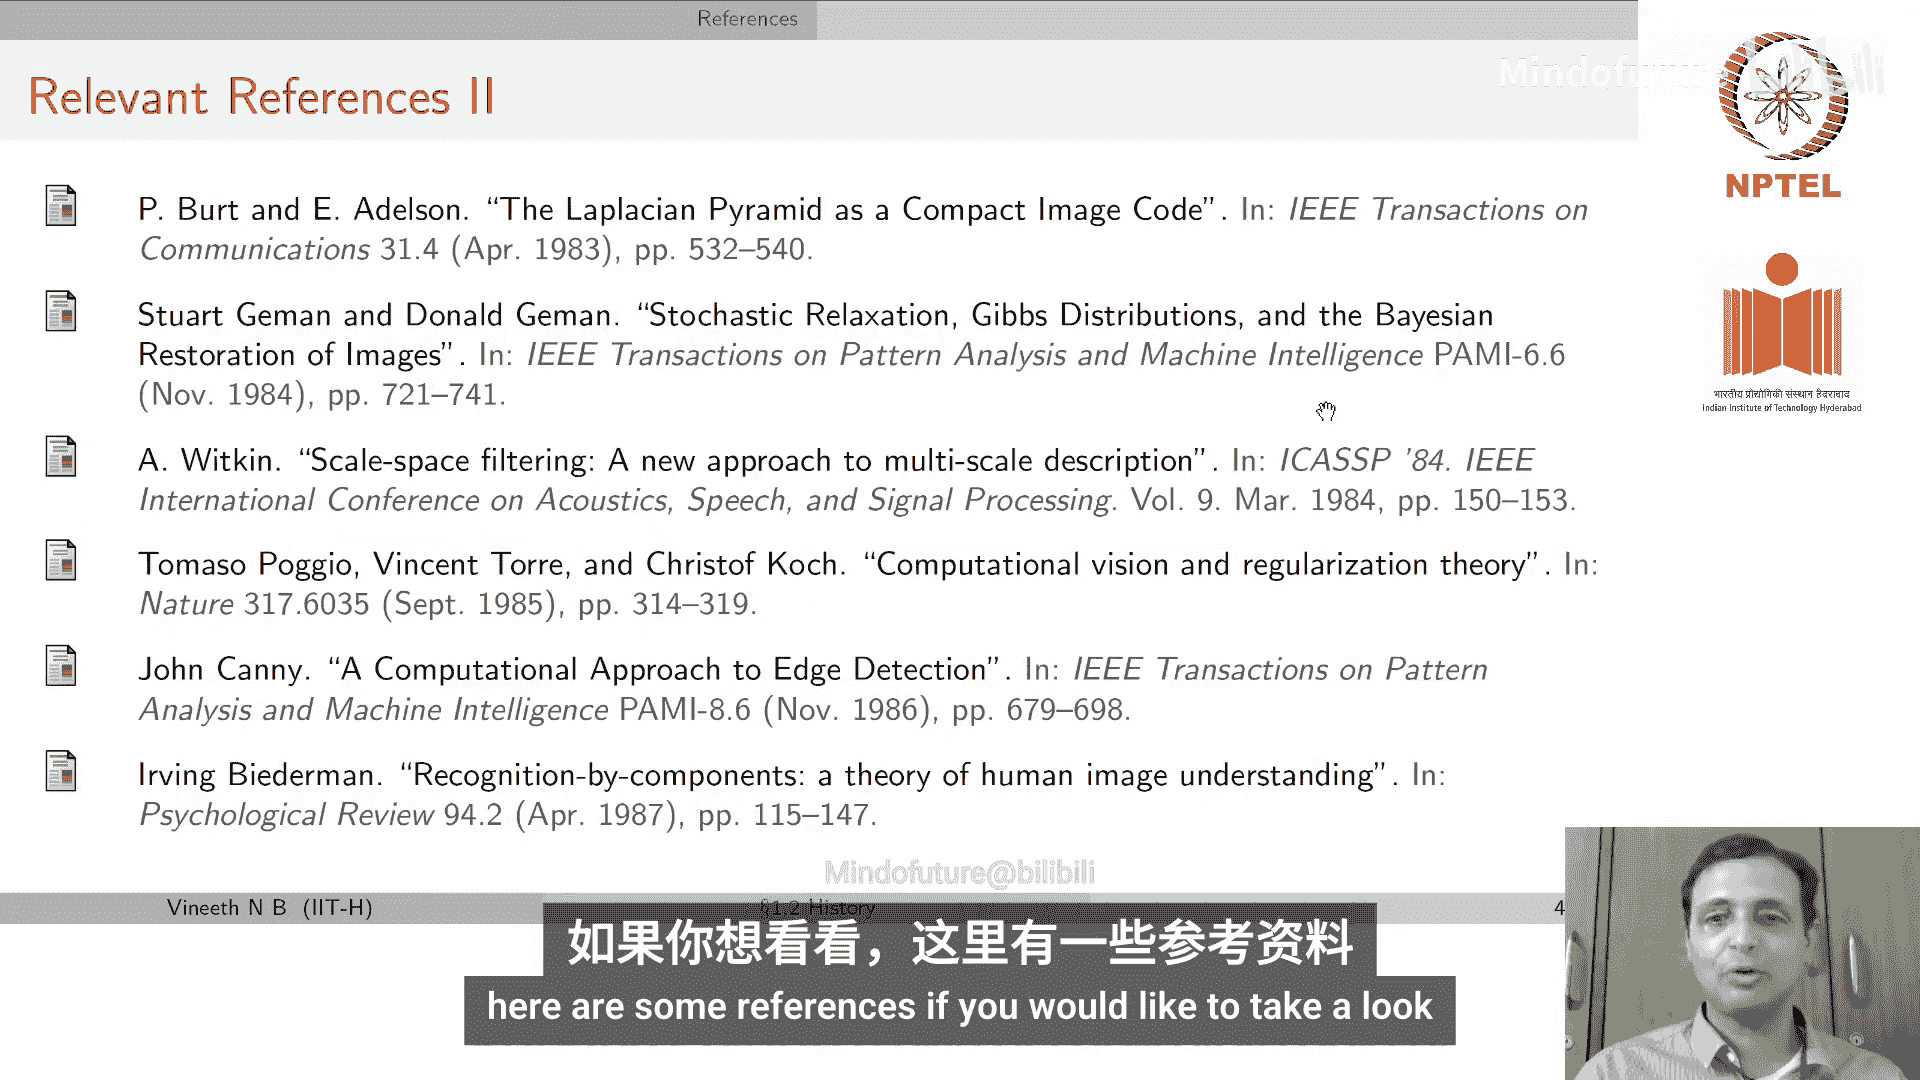 References
Relevant References II
Mindofu
NPTEL
भारतीय प्रौद्योगिकी संस्थान हैदराबाद
Indian Institute of Technology Hyderabad
P. Burt and E. Adelson. “The Laplacian Pyramid as a Compact Image Code”. In: IEEE Transactions on
Communications 31.4 (Apr. 1983), pp. 532–540.
Stuart Geman and Donald Geman. “Stochastic Relaxation, Gibbs Distributions, and the Bayesian
Restoration of Images”. In: IEEE Transactions on Pattern Analysis and Machine Intelligence PAMI-6.6
(Nov. 1984), pp. 721–741.
A. Witkin. “Scale-space filtering: A new approach to multi-scale description”. In: ICASSP ’84. IEEE
International Conference on Acoustics, Speech, and Signal Processing. Vol. 9. Mar. 1984, pp. 150–153.
Tomaso Poggio, Vincent Torre, and Christof Koch. “Computational vision and regularization theory”. In:
Nature 317.6035 (Sept. 1985), pp. 314–319.
John Canny. “A Computational Approach to Edge Detection”. In: IEEE Transactions on Pattern
Analysis and Machine Intelligence PAMI-8.6 (Nov. 1986), pp. 679–698.
Irving Biederman. “Recognition-by-components: a theory of human image understanding”. In:
Psychological Review 94.2 (Apr. 1987), pp. 115–147.
Mindofuture@bilibili
Vineeth N B (IIT-H) §1.2 History 4
如果你想看看，这里有一些参考资料
here are some references if you would like to take a look